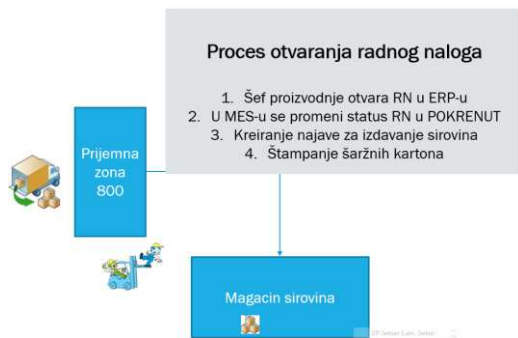 Proces otvaranja radnog naloga
1. Šef proizvodnje otvara RN u ERP-u
2. U MES-u se promeni status RN u POKRENUT
3. Kreiranje najave za izdavanje sirovina
4. Štampanje šaržnih kartona
Prijemna
zona
800
Magacin sirovina